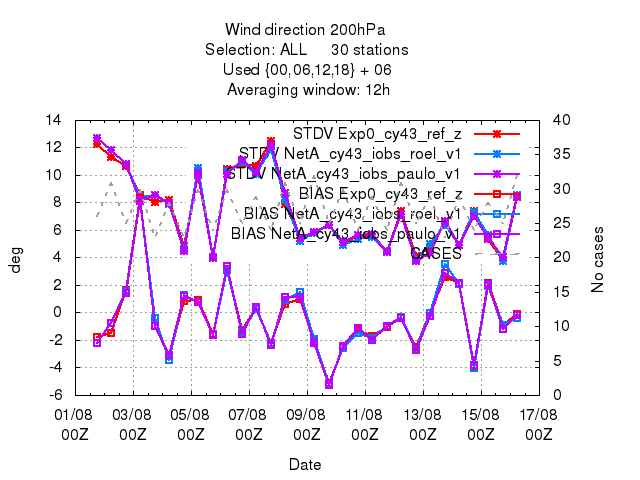 Wind direction 200hPa
Selection: ALL 30 stations
Used {00,06,12,18} + 06
Averaging window: 12h
14
12
10
8
6
4
2
0
-2
-4
-6
deg
40
35
30
25
20
15
10
5
0
No cases
STDV Exp0_cy43_ref_z
STDV NetA_cy43_iobs_roel_v1
STDV NetA_cy43_iobs_paulo_v1
BIAS Exp0_cy43_ref_z
BIAS NetA_cy43_iobs_roel_v1
BIAS NetA_cy43_iobs_paulo_v1
CASES
01/08 03/08 05/08 07/08 09/08 11/08 13/08 15/08 17/08
00Z 00Z 00Z 00Z 00Z 00Z 00Z 00Z 00Z
Date